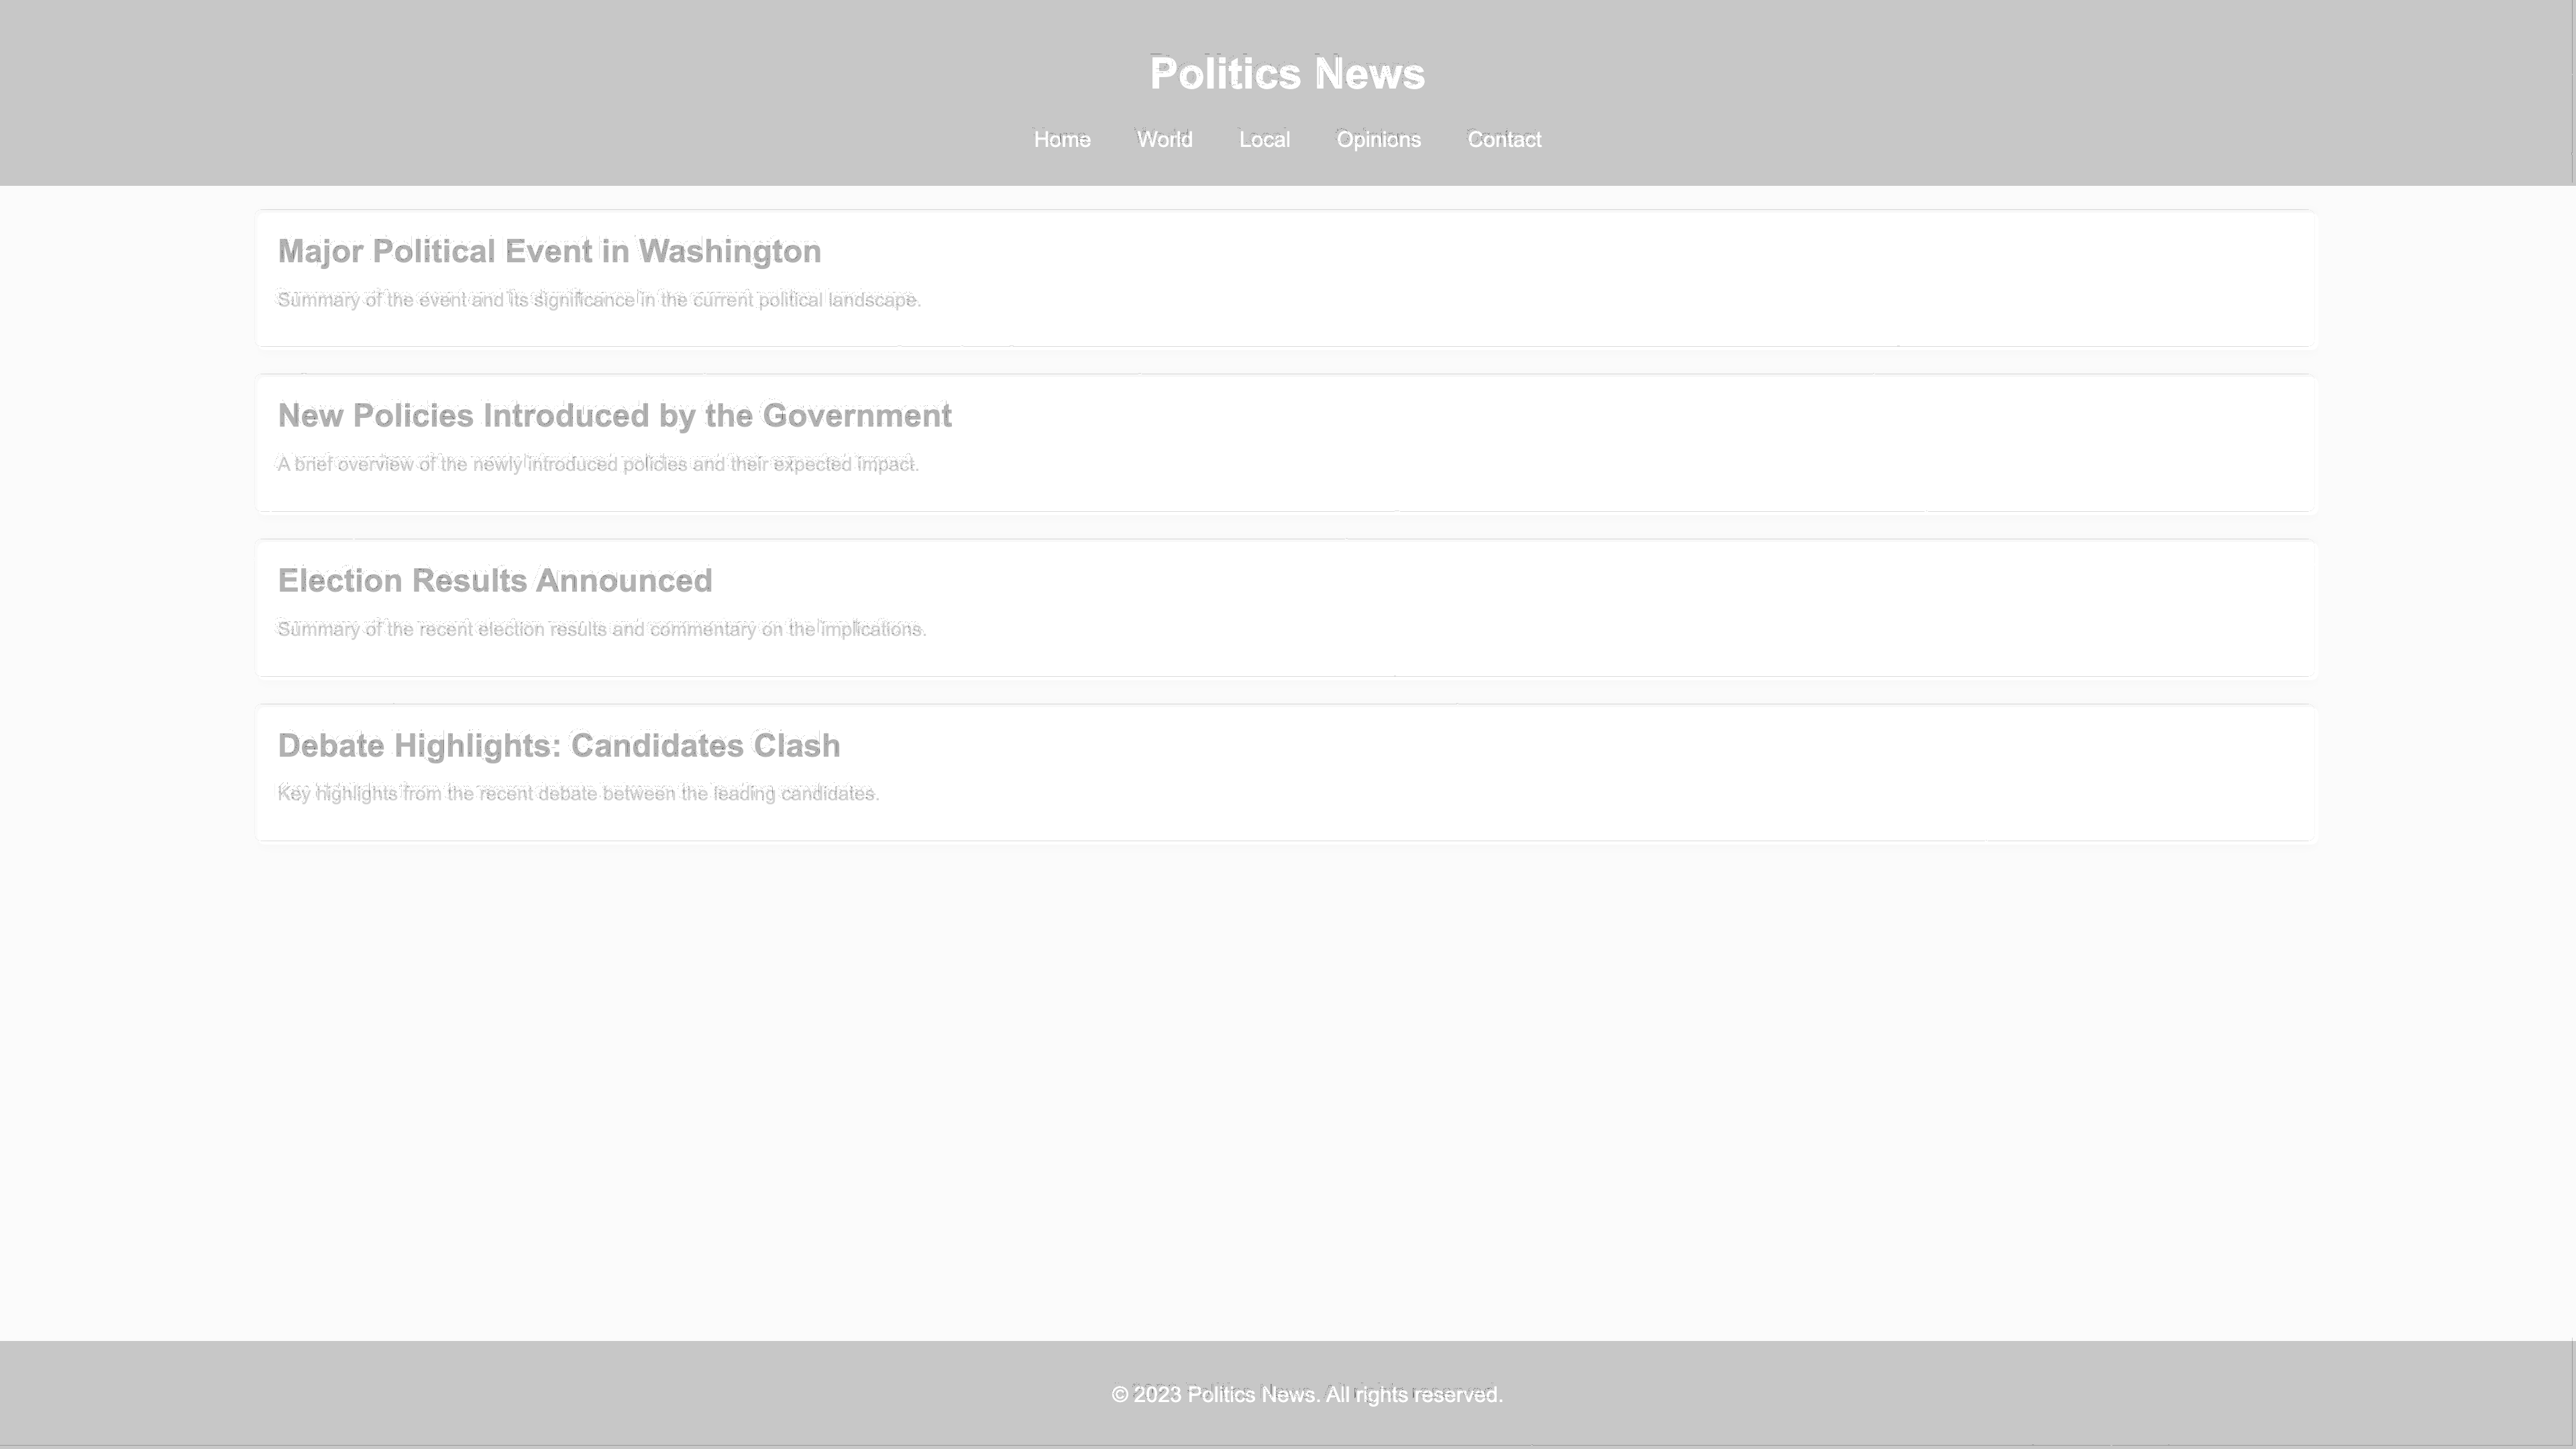 Politics News
Home World Local Opinions Contact
Major Political Event in Washington
Summary of the event and its significance in the current political landscape.
New Policies Introduced by the Government
A brief overview of the newly introduced policies and their expected impact.
Election Results Announced
Summary of the recent election results and commentary on the implications.
Debate Highlights: Candidates Clash
Key highlights from the recent debate between the leading candidates.
© 2023 Politics News. All rights reserved.